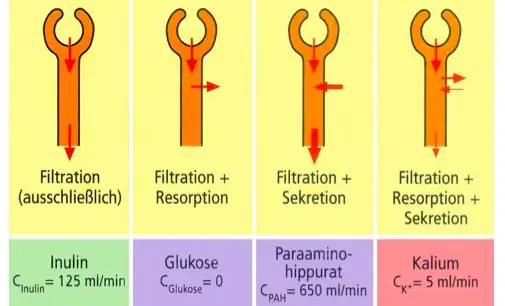 Filtration
(ausschließlich)
Filtration +
Resorption
Filtration +
Sekretion
Filtration +
Resorption +
Sekretion
Inulin
C_Inulin = 125 ml/min
Glukose
C_Glukose = 0
Paraamino-
hippurat
C_PAH = 650 ml/min
Kalium
C_K⁺ = 5 ml/min